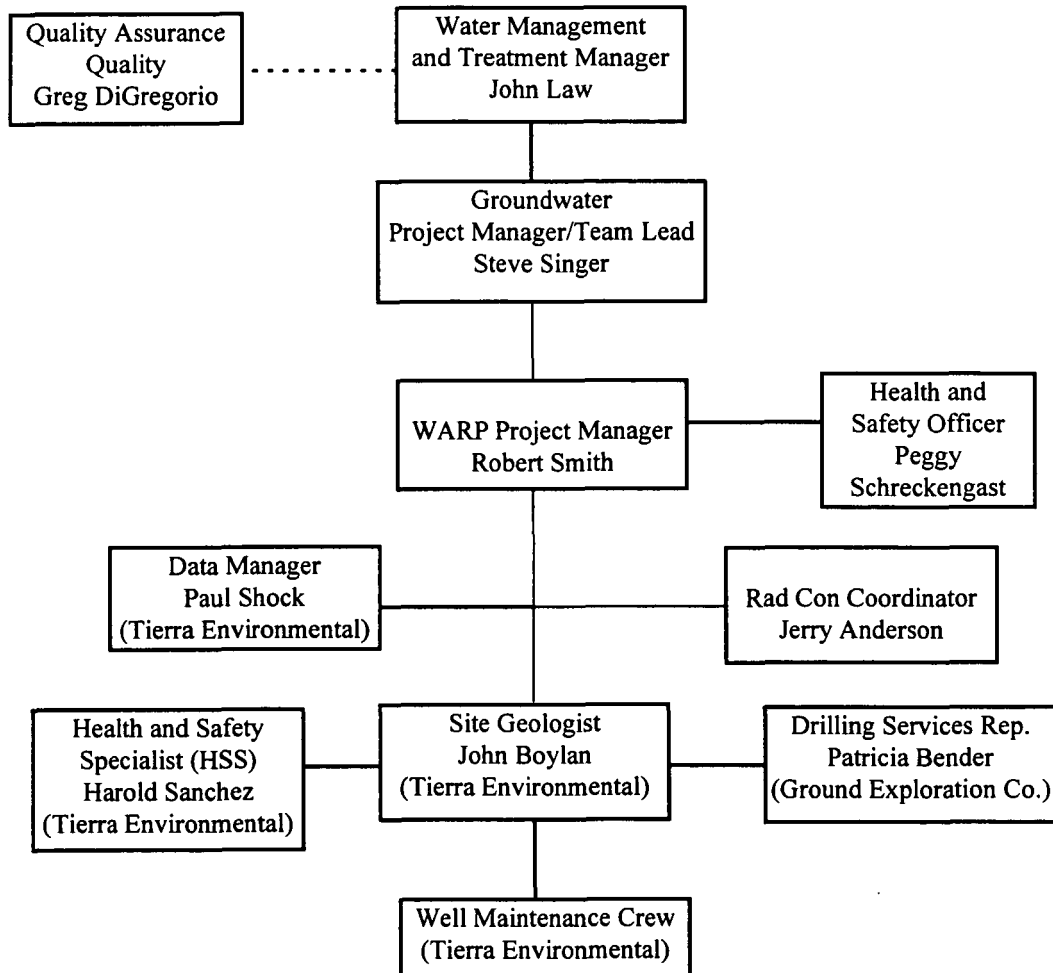 Quality Assurance
Quality
Greg DiGregorio
Water Management
and Treatment Manager
John Law
Groundwater
Project Manager/Team Lead
Steve Singer
WARP Project Manager
Robert Smith
Health and
Safety Officer
Peggy
Schreckengast
Data Manager
Paul Shock
(Tierra Environmental)
Rad Con Coordinator
Jerry Anderson
Health and Safety
Specialist (HSS)
Harold Sanchez
(Tierra Environmental)
Site Geologist
John Boylan
(Tierra Environmental)
Drilling Services Rep.
Patricia Bender
(Ground Exploration Co.)
Well Maintenance Crew
(Tierra Environmental)